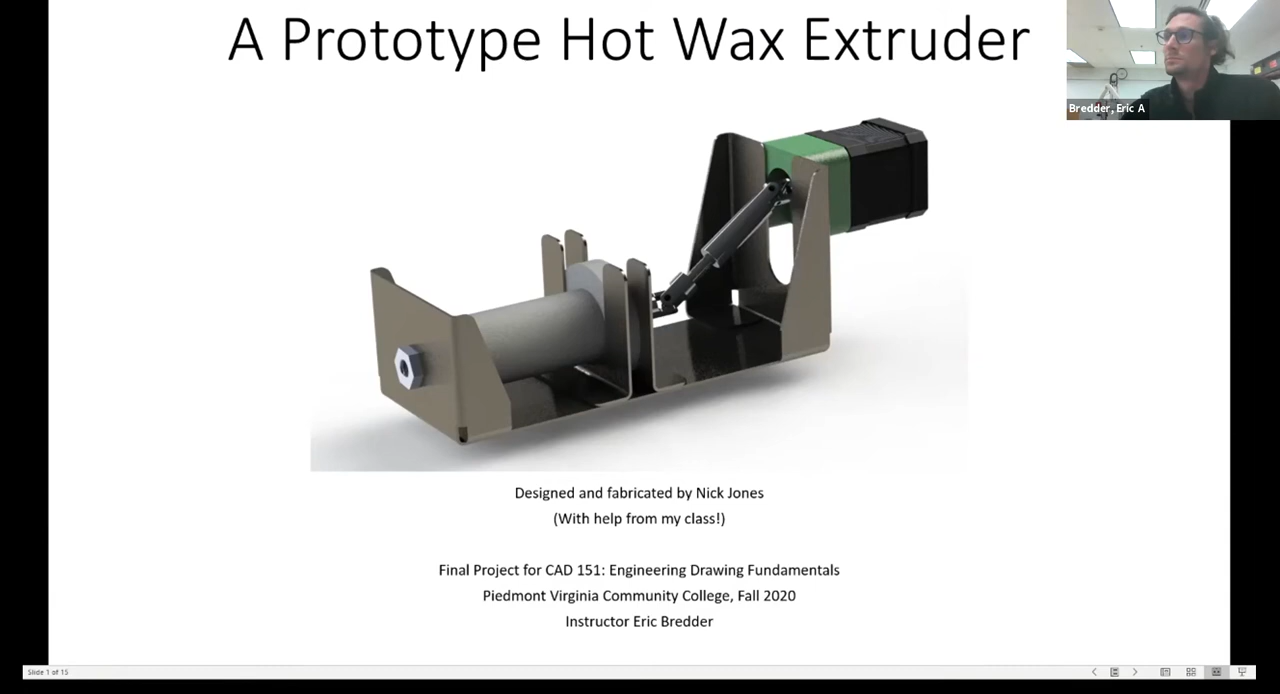 A Prototype Hot Wax Extruder
Bredder, Eric A
Designed and fabricated by Nick Jones
(With help from my class!)
Final Project for CAD 151: Engineering Drawing Fundamentals
Piedmont Virginia Community College, Fall 2020
Instructor Eric Bredder
Slide 1 of 15